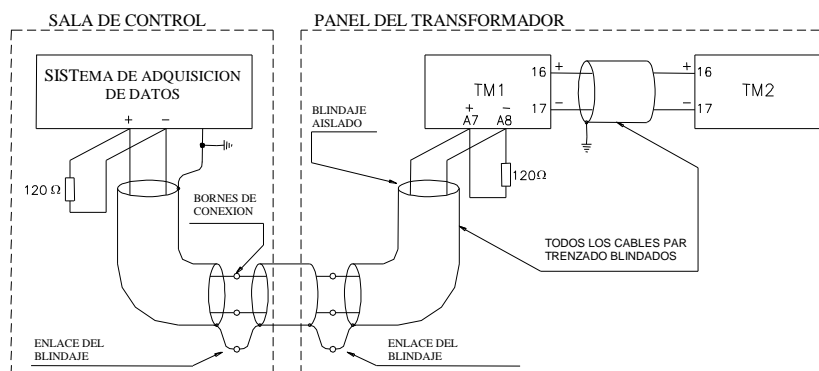 SALA DE CONTROL
PANEL DEL TRANSFORMADOR
SISTEMA DE ADQUISICION
DE DATOS
+ −
120 Ω
BORNES DE
CONEXION
ENLACE DEL
BLINDAJE
BLINDAJE
AISLADO
TM1
16 +
17 −
+ −
A7 A8
120Ω
+ 16
− 17
TM2
TODOS LOS CABLES PAR
TRENZADO BLINDADOS
ENLACE DEL
BLINDAJE